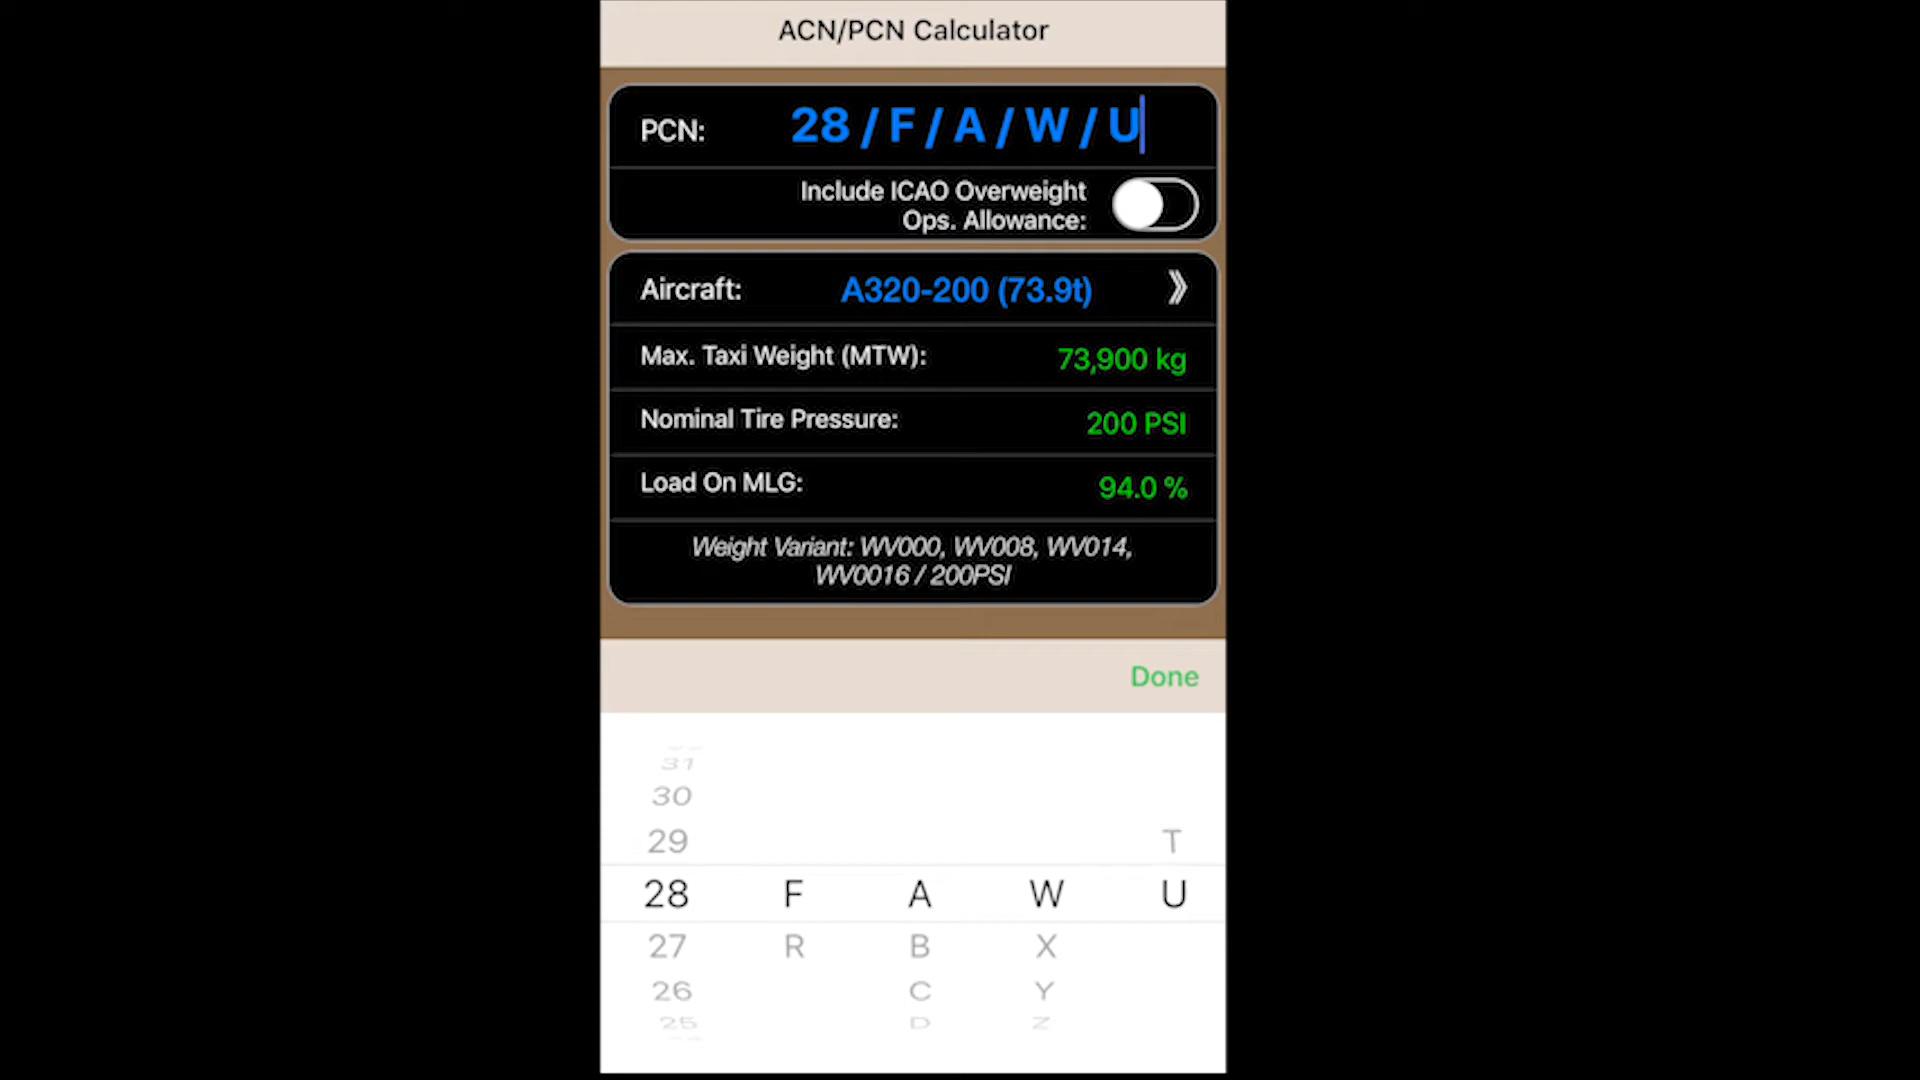 ACN/PCN Calculator
PCN: 28 / F / A / W / U
Include ICAO Overweight
Ops. Allowance:
Aircraft: A320-200 (73.9t) 》
Max. Taxi Weight (MTW): 73,900 kg
Nominal Tire Pressure: 200 PSI
Load On MLG: 94.0 %
Weight Variant: WV000, WV008, WV014,
WV0016 / 200PSI
Done
31
30
29 T
28 F A W U
27 R B X
26 C Y
25 D Z